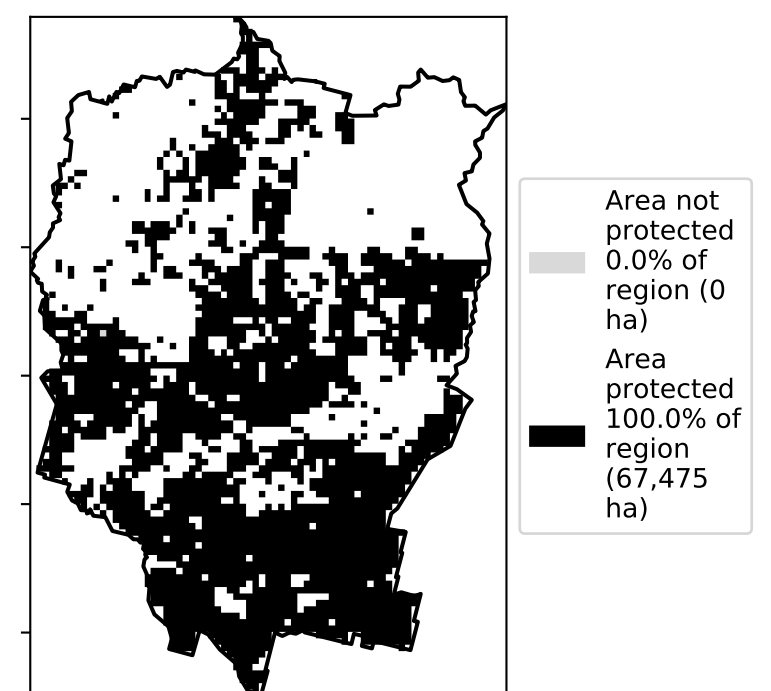 Area not
protected
0.0% of
region (0
ha)
Area
protected
100.0% of
region
(67,475
ha)